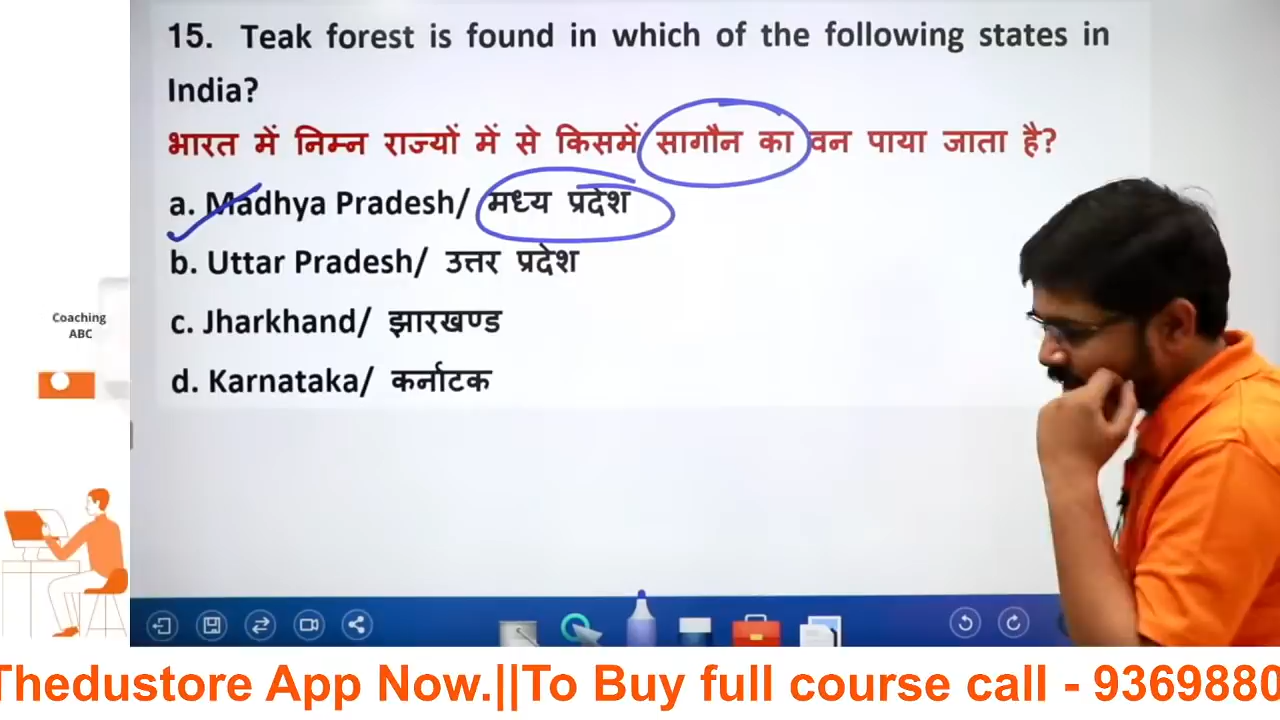 15. Teak forest is found in which of the following states in
India?
भारत में निम्न राज्यों में से किसमें सागौन का वन पाया जाता है?
a. Madhya Pradesh/ मध्य प्रदेश
b. Uttar Pradesh/ उत्तर प्रदेश
c. Jharkhand/ झारखण्ड
d. Karnataka/ कर्नाटक
Coaching
ABC
Thedustore App Now.||To Buy full course call - 9369880